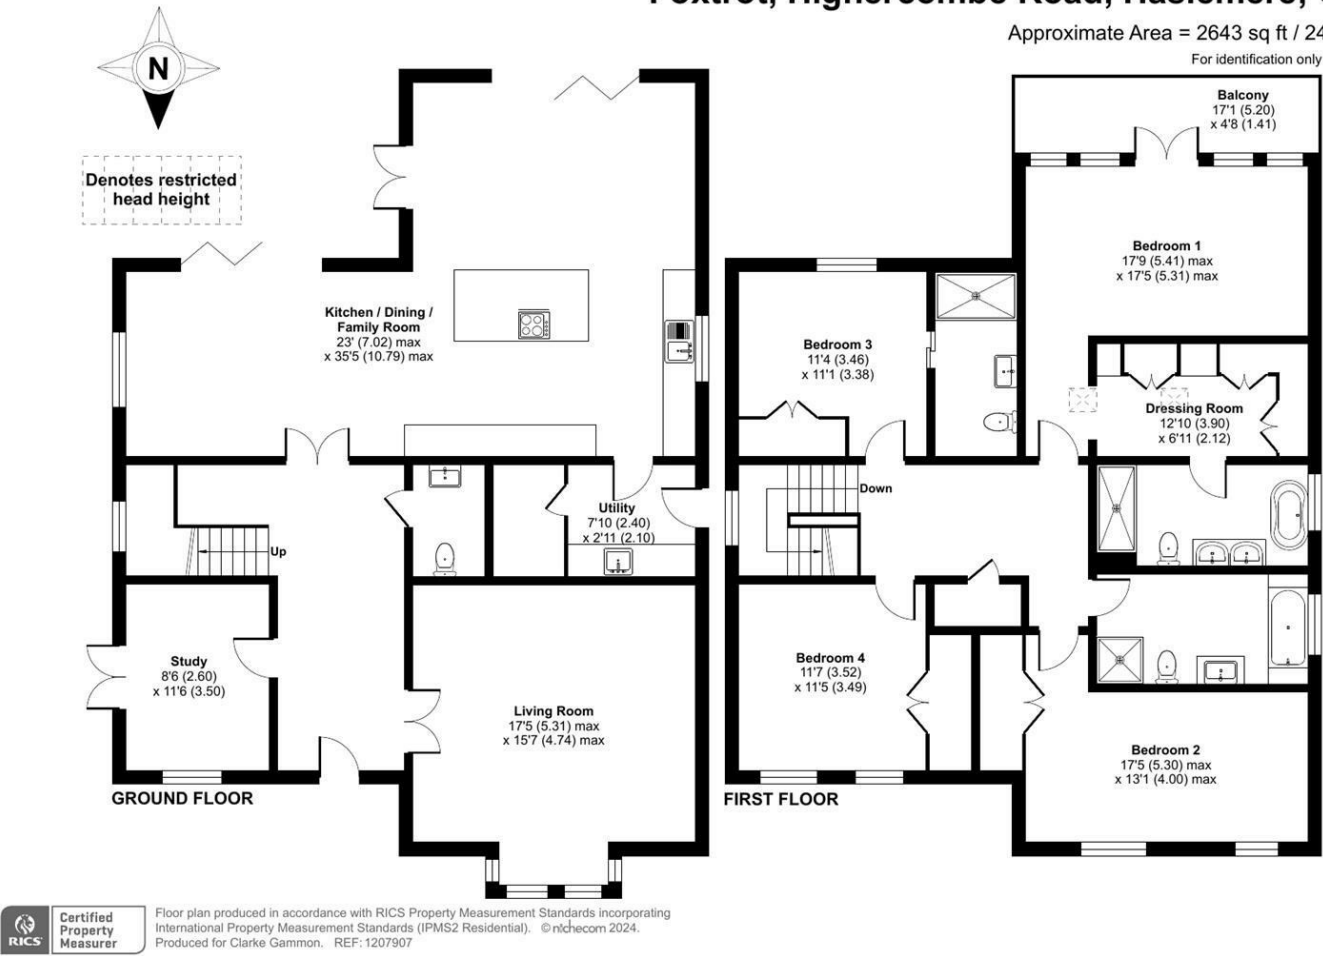 Approximate Area = 2643 sq ft / 24
For identification only
N
Denotes restricted
head height
Balcony
17'1 (5.20)
x 4'8 (1.41)
Bedroom 1
17'9 (5.41) max
x 17'5 (5.31) max
Kitchen / Dining /
Family Room
23' (7.02) max
x 35'5 (10.79) max
Bedroom 3
11'4 (3.46)
x 11'1 (3.38)
Dressing Room
12'10 (3.90)
x 6'11 (2.12)
Utility
7'10 (2.40)
x 2'11 (2.10)
Down
Up
Study
8'6 (2.60)
x 11'6 (3.50)
Bedroom 4
11'7 (3.52)
x 11'5 (3.49)
Living Room
17'5 (5.31) max
x 15'7 (4.74) max
Bedroom 2
17'5 (5.30) max
x 13'1 (4.00) max
GROUND FLOOR
FIRST FLOOR
RICS
Certified
Property
Measurer
Floor plan produced in accordance with RICS Property Measurement Standards incorporating
International Property Measurement Standards (IPMS2 Residential). © nichecom 2024.
Produced for Clarke Gammon. REF: 1207907